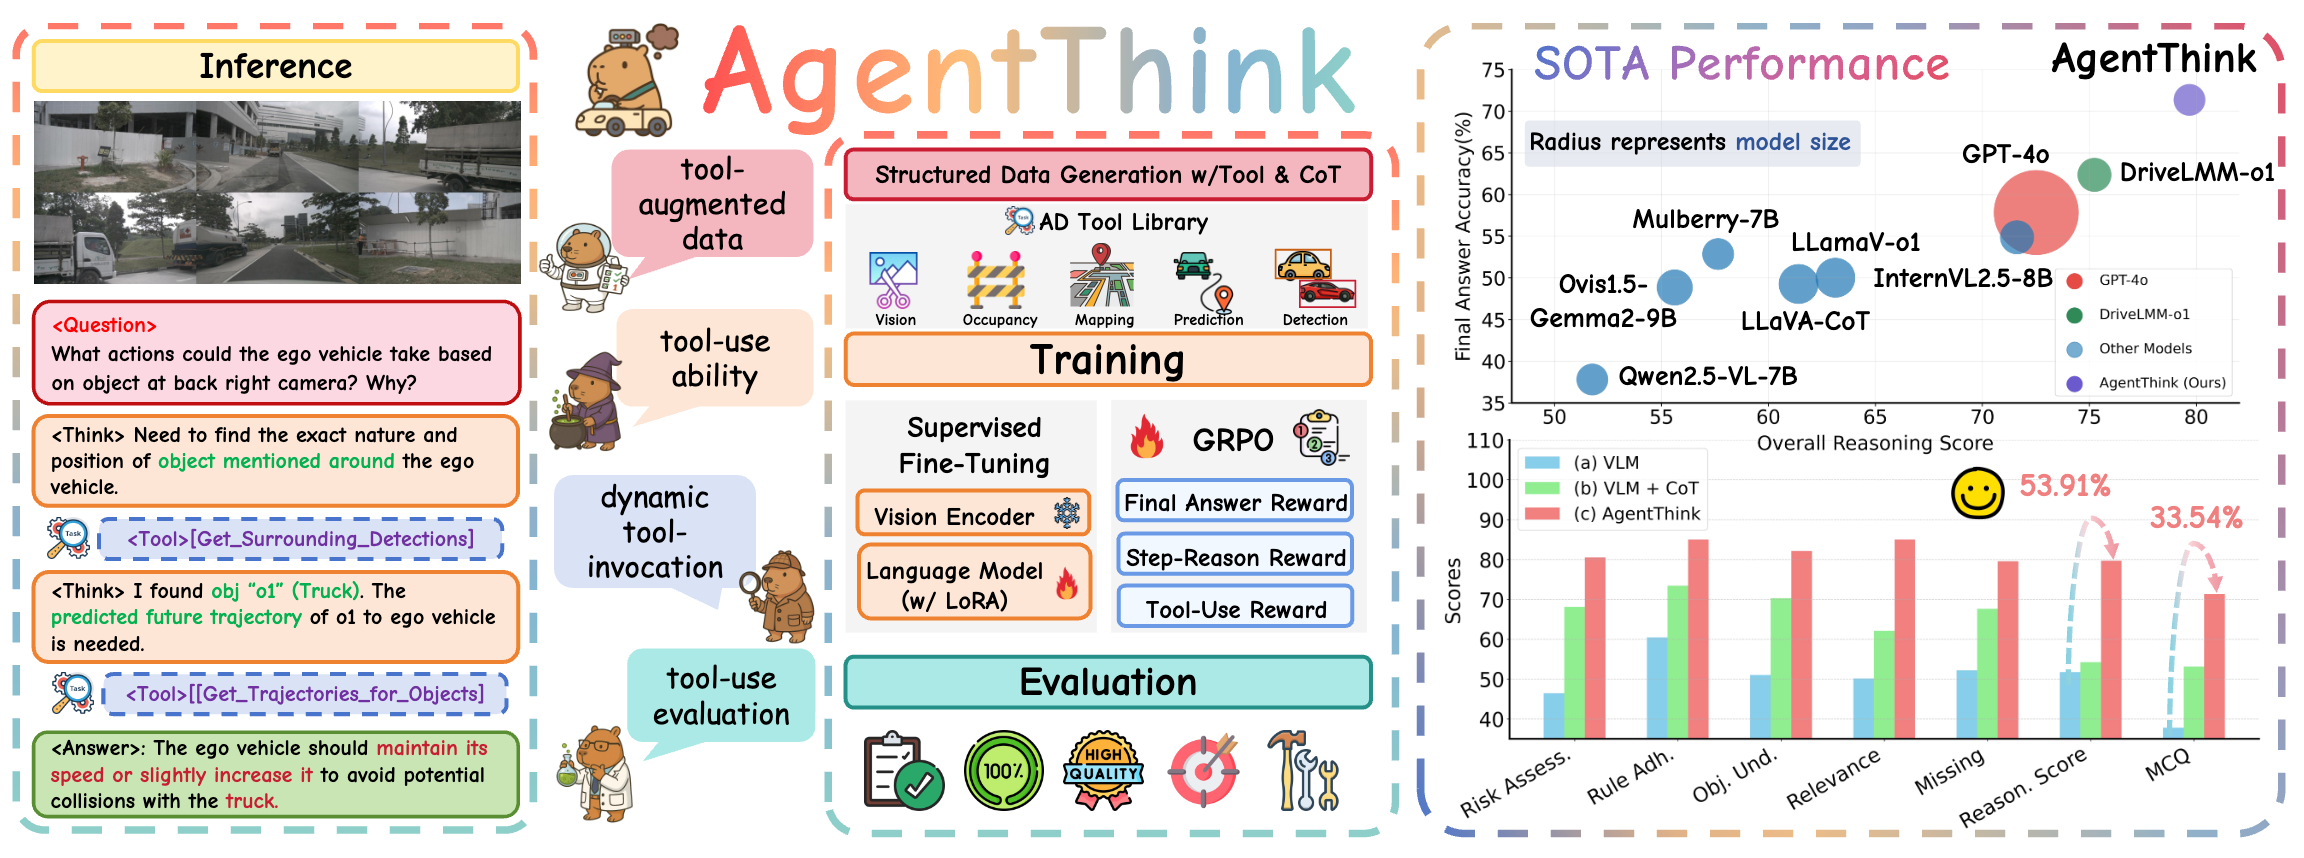 AgentThink
Inference
<Question>
What actions could the ego vehicle take based
on object at back right camera? Why?
<Think> Need to find the exact nature and
position of object mentioned around the ego
vehicle.
Task
<Tool>[Get_Surrounding_Detections]
<Think> I found obj “o1” (Truck). The
predicted future trajectory of o1 to ego vehicle
is needed.
Task
<Tool>[[Get_Trajectories_for_Objects]
<Answer>: The ego vehicle should maintain its
speed or slightly increase it to avoid potential
collisions with the truck.
tool-
augmented
data
tool-use
ability
dynamic
tool-
invocation
tool-use
evaluation
Structured Data Generation w/Tool & CoT
Task
AD Tool Library
Vision
Occupancy
Mapping
Prediction
Detection
Training
Supervised
Fine-Tuning
Vision Encoder
Language Model
(w/ LoRA)
GRPO
1
2
3
Final Answer Reward
Step-Reason Reward
Tool-Use Reward
Evaluation
100%
HIGH
QUALITY
SOTA Performance
AgentThink
Radius represents model size
GPT-4o
DriveLMM-o1
Mulberry-7B
LLamaV-o1
Ovis1.5-
Gemma2-9B
InternVL2.5-8B
LLaVA-CoT
Qwen2.5-VL-7B
GPT-4o
DriveLMM-o1
Other Models
AgentThink (Ours)
Final Answer Accuracy(%)
75
70
65
60
55
50
45
40
35
50 55 60 65 70 75 80
Overall Reasoning Score
(a) VLM
(b) VLM + CoT
(c) AgentThink
53.91%
33.54%
Scores
110
100
90
80
70
60
50
40
Risk Assess.
Rule Adh.
Obj. Und.
Relevance
Missing
Reason. Score
MCQ